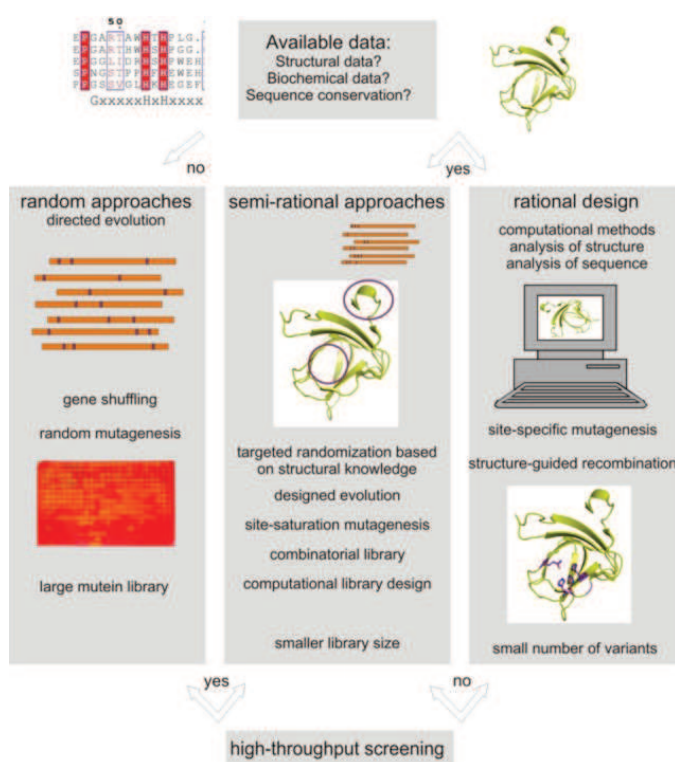 50
EPGARTAWHTHPLG.
GxxxxxHxHxxxx
Available data:
Structural data?
Biochemical data?
Sequence conservation?
no
yes
random approaches
directed evolution
gene shuffling
random mutagenesis
large mutein library
semi-rational approaches
targeted randomization based
on structural knowledge
designed evolution
site-saturation mutagenesis
combinatorial library
computational library design
smaller library size
rational design
computational methods
analysis of structure
analysis of sequence
site-specific mutagenesis
structure-guided recombination
small number of variants
yes
no
high-throughput screening